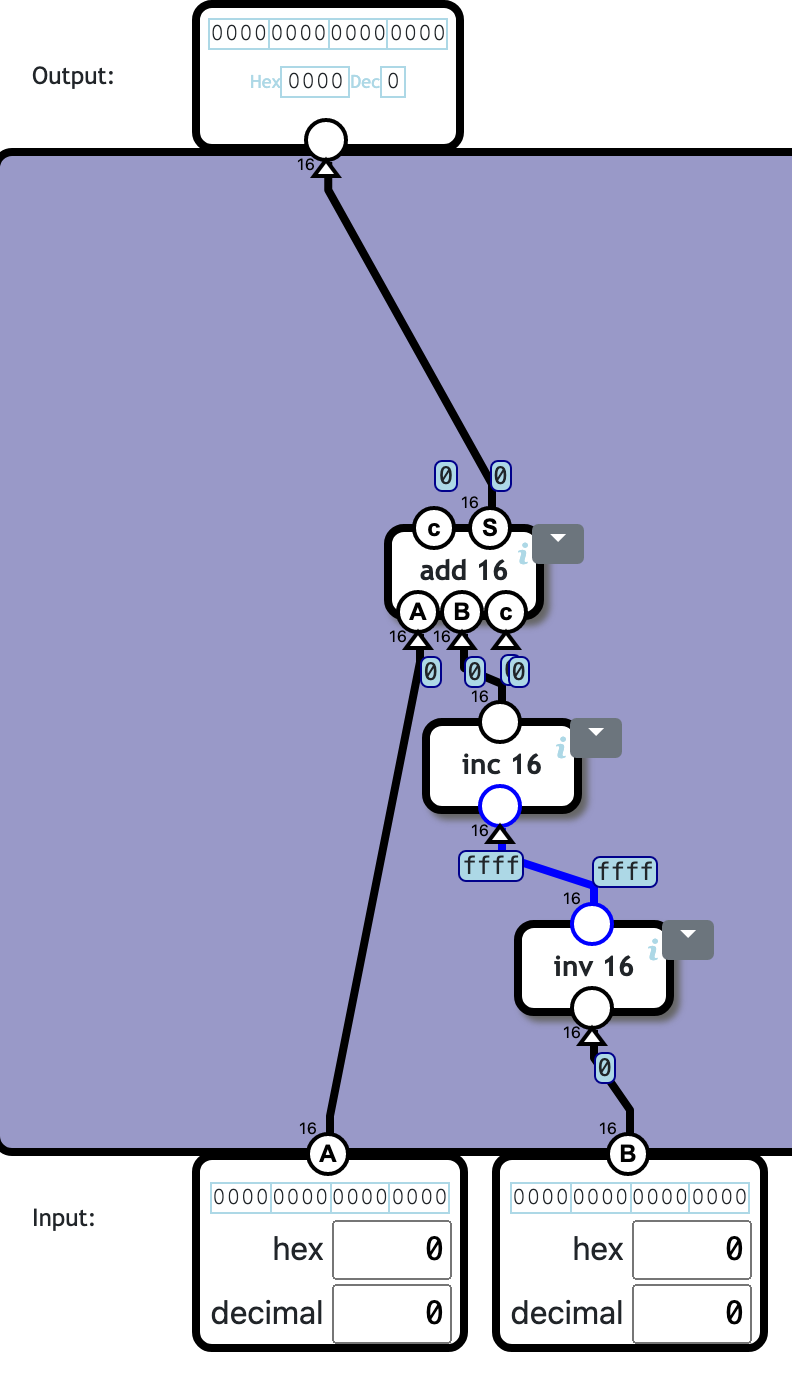 0000 0000 0000 0000
Output:
Hex 0000 Dec 0
16
0 0
16
c S
add 16 i
A B c
16 16
0 0 0 0
16
inc 16 i
16
ffff ffff
16
inv 16 i
16
0
16 16
A B
0000 0000 0000 0000 0000 0000 0000 0000
Input:
hex 0 hex 0
decimal 0 decimal 0